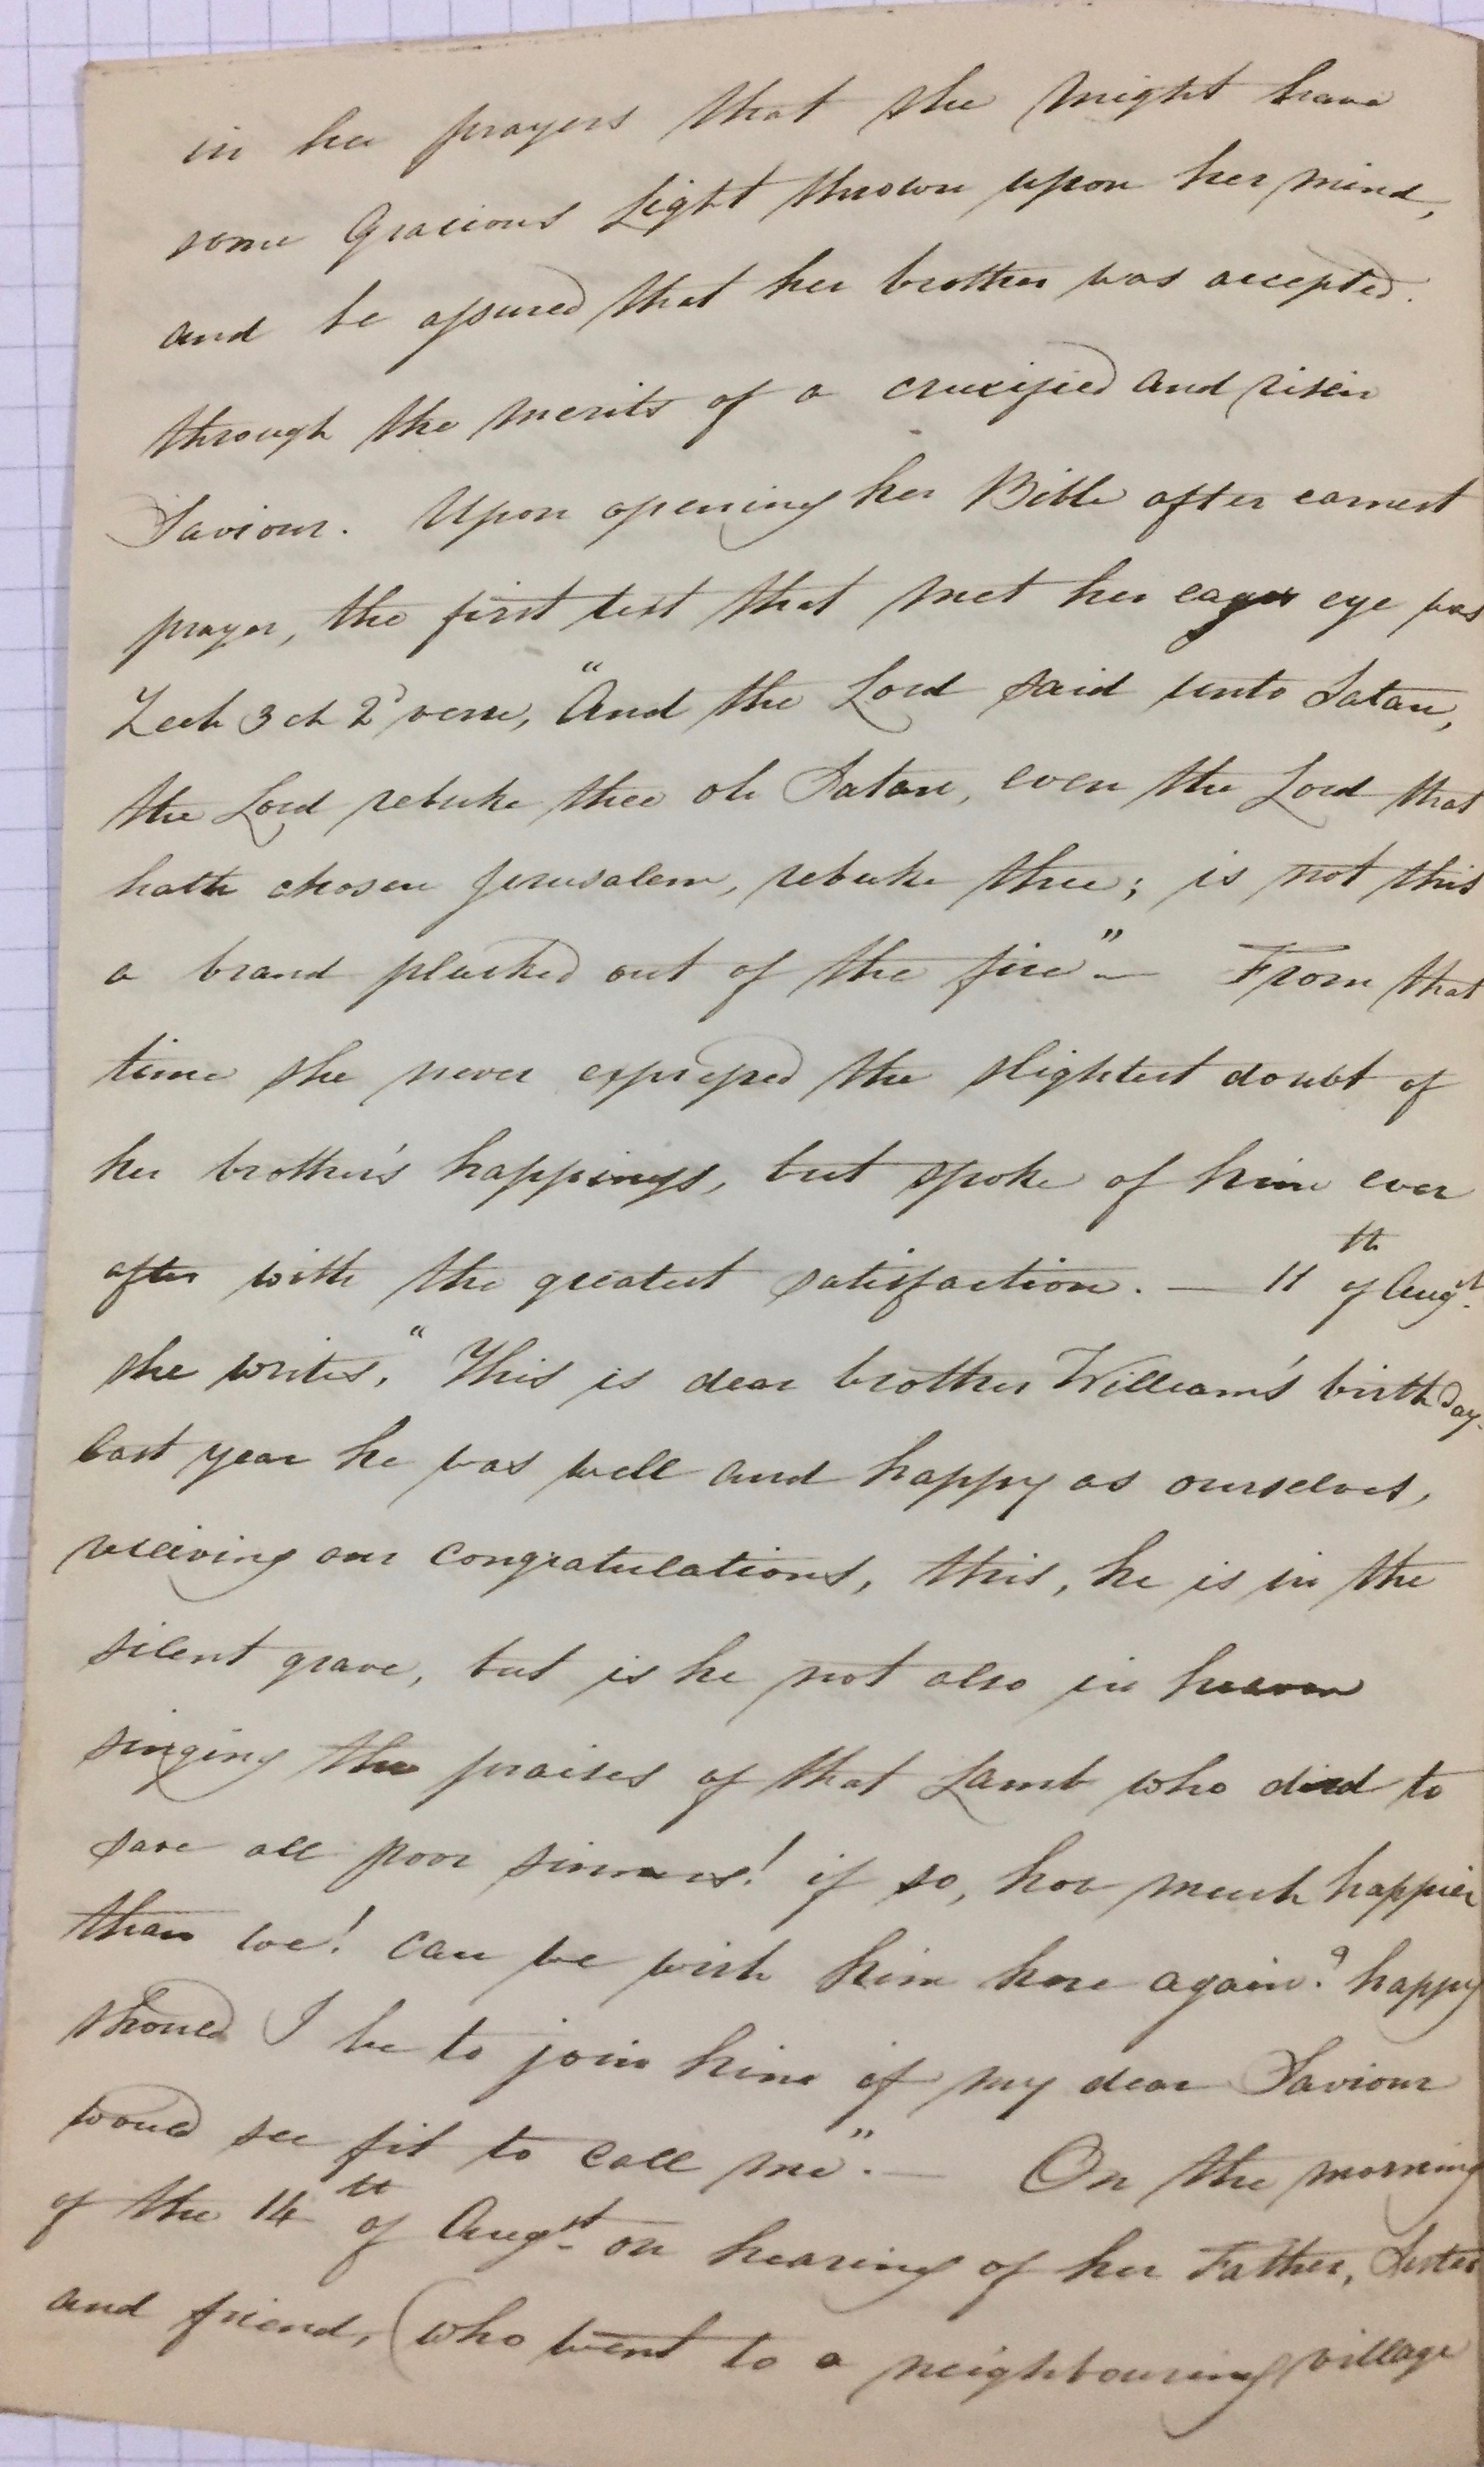 in her prayers that she might have
some Gracious Light thrown upon her mind,
and be assured that her brother was accepted.
through the merits of a crucified and risen
Saviour. Upon opening her Bible after earnest
prayer, the first text that met her eager eye was
Zech 3 ch 2d verse, "And the Lord said unto Satan,
the Lord rebuke thee oh Satan, even the Lord that
hath chosen Jerusalem, rebuke thee; is not this
a brand plucked out of the fire" — From that
time she never expressed the slightest doubt of
her brother's happiness, but spoke of him ever
after with the greatest satisfaction. — 11th of Augst.
she writes, "This is dear brother William's birthday-
last year he was well and happy as ourselves,
receiving our congratulations, this, he is in the
silent grave, but is he not also in heaven
singing the praises of that Lamb who died to
save all poor sinners! if so, how much happier
than we! can we wish him here again? happy
should I be to join him if my dear Saviour
would see fit to call me". — On the morning
of the 14th of Augst. on hearing of her Father, Sister
and friend, (who went to a neighbouring village